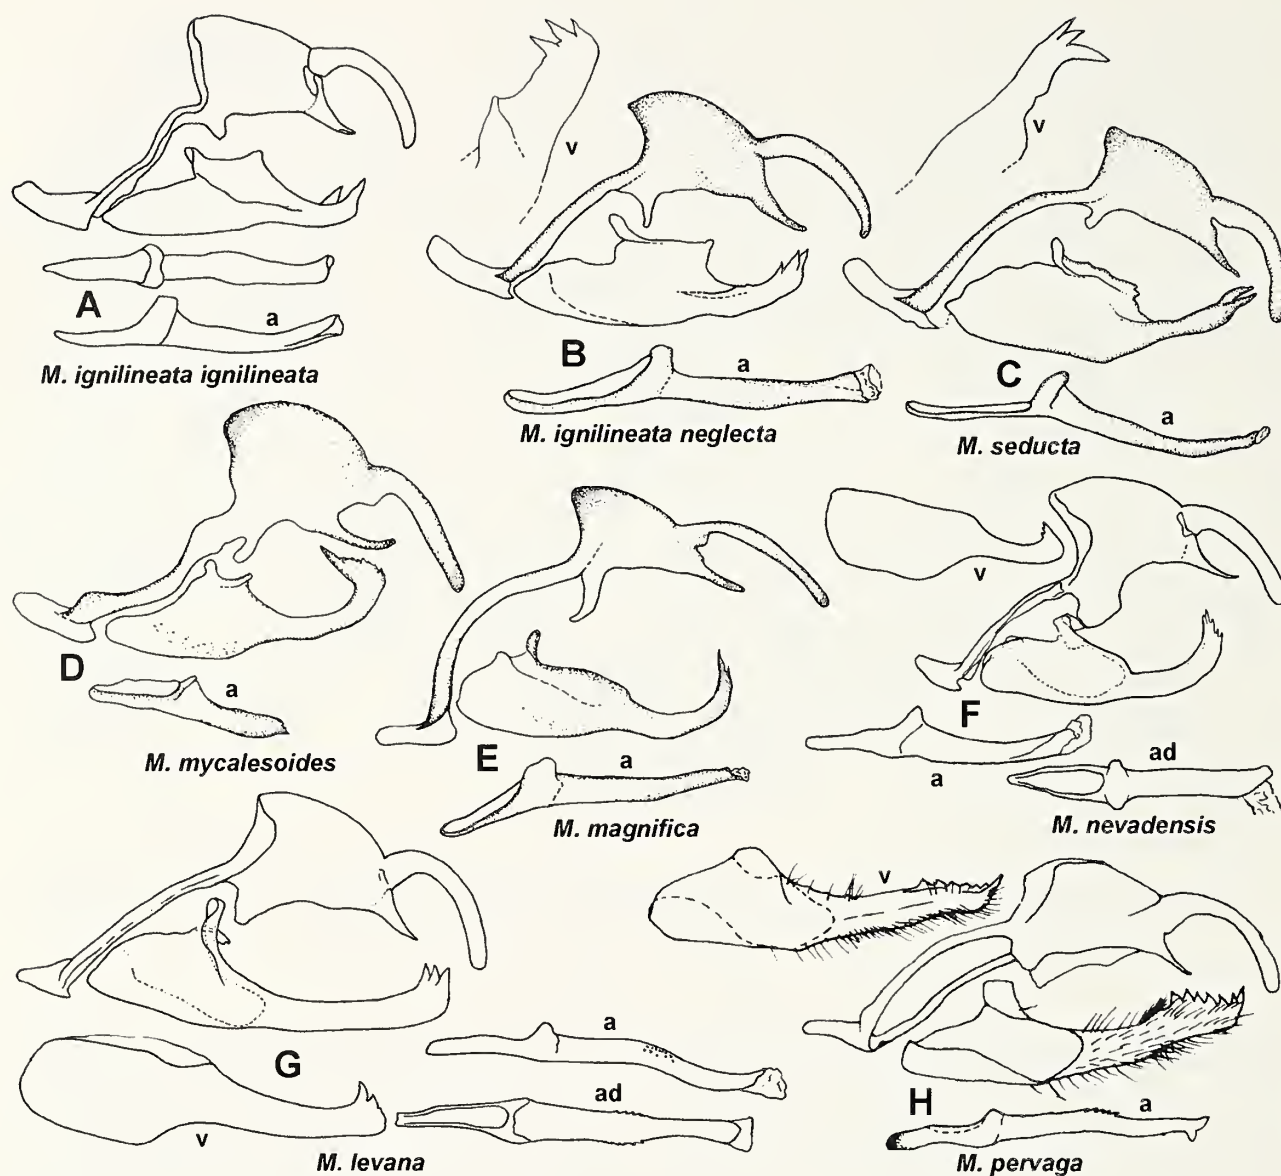 v
v
A
a
M. ignilineata ignilineata
B
a
M. ignilineata neglecta
C
a
M. seducta
D
a
M. mycalesoides
E
a
M. magnifica
v
F
a
ad
M. nevadensis
G
a
ad
v
M. levana
v
H
a
M. pervaga